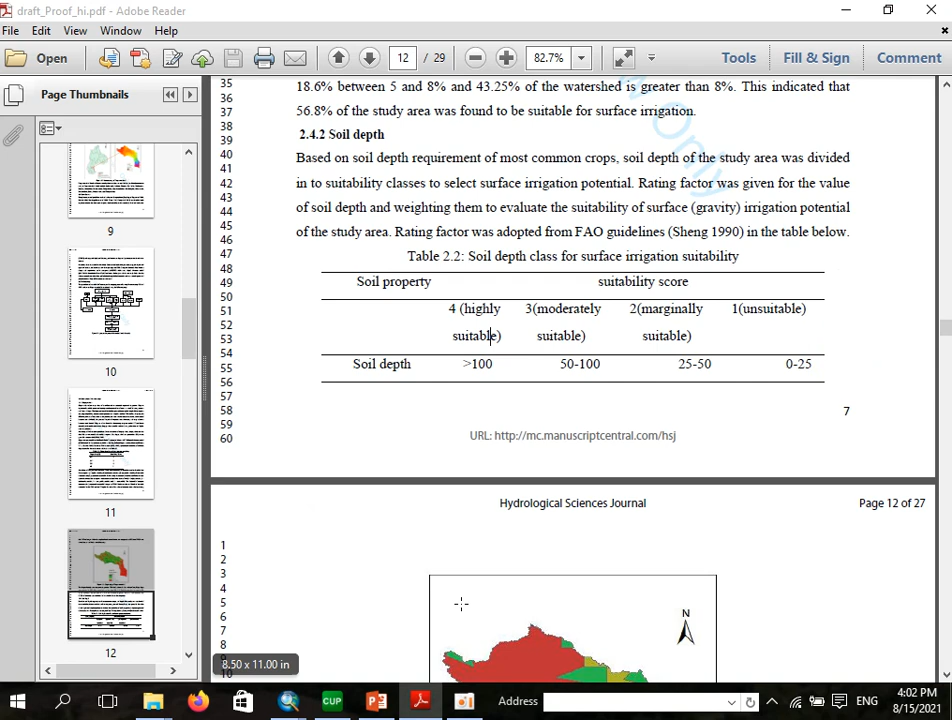 draft_Proof_hi.pdf - Adobe Reader
File Edit View Window Help
Open 12 / 29 82.7% Tools Fill & Sign Comment
Page Thumbnails
9
10
11
12
8.50 x 11.00 in
35 18.6% between 5 and 8% and 43.25% of the watershed is greater than 8%. This indicated that
36
37 56.8% of the study area was found to be suitable for surface irrigation.
38
39 2.4.2 Soil depth
40 Based on soil depth requirement of most common crops, soil depth of the study area was divided
41
42 in to suitability classes to select surface irrigation potential. Rating factor was given for the value
43
44 of soil depth and weighting them to evaluate the suitability of surface (gravity) irrigation potential
45
46 of the study area. Rating factor was adopted from FAO guidelines (Sheng 1990) in the table below.
47 Table 2.2: Soil depth class for surface irrigation suitability
48
49 Soil property suitability score
50
51 4 (highly 3(moderately 2(marginally 1(unsuitable)
52
53 suitable) suitable) suitable)
54
55 Soil depth >100 50-100 25-50 0-25
56
57
58 7
59
60 URL: http://mc.manuscriptcentral.com/hsj
Hydrological Sciences Journal Page 12 of 27
1
2
3
4
5
6 N
7
8
9
10
w Only
Address
ENG
4:02 PM
8/15/2021
CUP